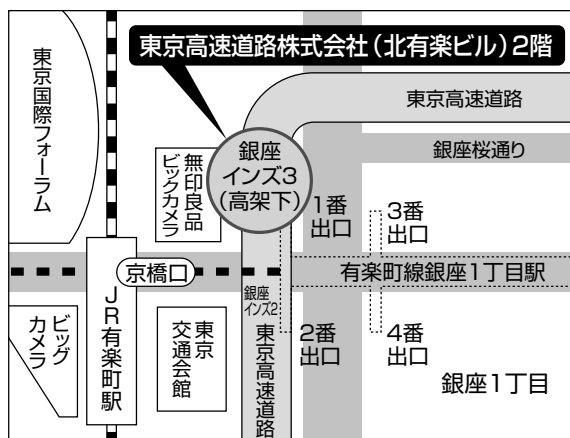 東京高速道路株式会社(北有楽ビル)2階
東京国際フォーラム
東京高速道路
銀座桜通り
銀座
インズ3
(高架下)
無印良品
ビックカメラ
1番
出口
3番
出口
京橋口
有楽町線銀座1丁目駅
JR有楽町駅
銀座
インズ2
ビッグ
カメラ
東京
交通会館
東京高速道路
2番
出口
4番
出口
銀座1丁目